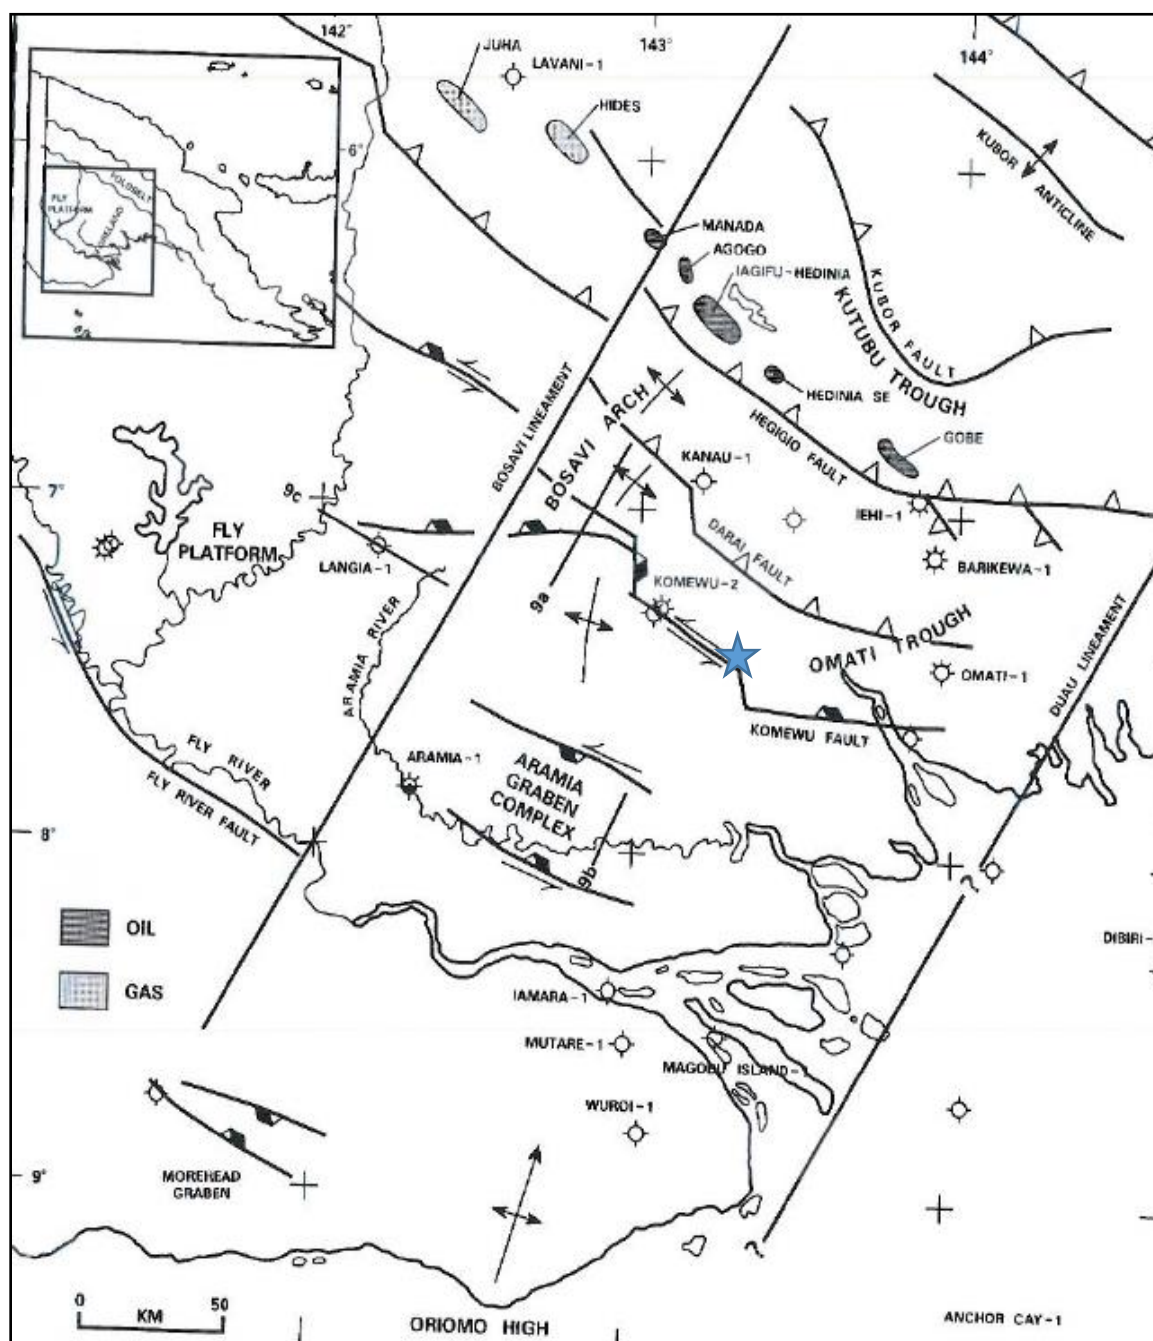 142°
143°
144°
JUHA
LAVANI-1
HIDES
6°
KUBOR ANTICLINE
FOLDBELT
FLY
PLATFORM
FORELAND
MANADA
AGOGO
IAGIFU-HEDINIA
KUBOR FAULT
KUTUBU TROUGH
HEDINIA SE
HEGIGIO FAULT
GOBE
BOSAVI LINEAMENT
BOSAVI ARCH
KANAU-1
7°
9c
FLY
PLATFORM
LANGIA-1
IEHI-1
BARIKEWA-1
DARAI FAULT
KOMEWU-2
9a
ARAMIA RIVER
OMATI TROUGH
OMATI-1
DUAU LINEAMENT
KOMEWU FAULT
FLY RIVER
FLY RIVER FAULT
ARAMIA-1
ARAMIA
GRABEN
COMPLEX
8°
9b
?
OIL
GAS
DIBIRI-
IAMARA-1
MUTARE-1
MAGOBU ISLAND-1
WUROI-1
9°
MOREHEAD
GRABEN
?
0 50
KM
ORIOMO HIGH
ANCHOR CAY-1